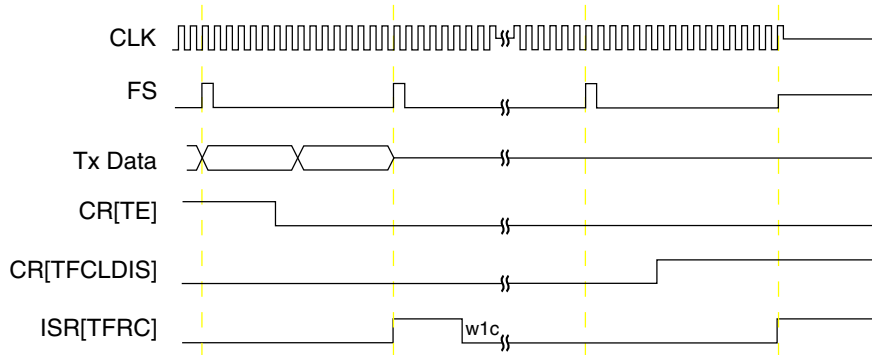 CLK
FS
Tx Data
CR[TE]
CR[TFCLDIS]
ISR[TFRC]
w1c